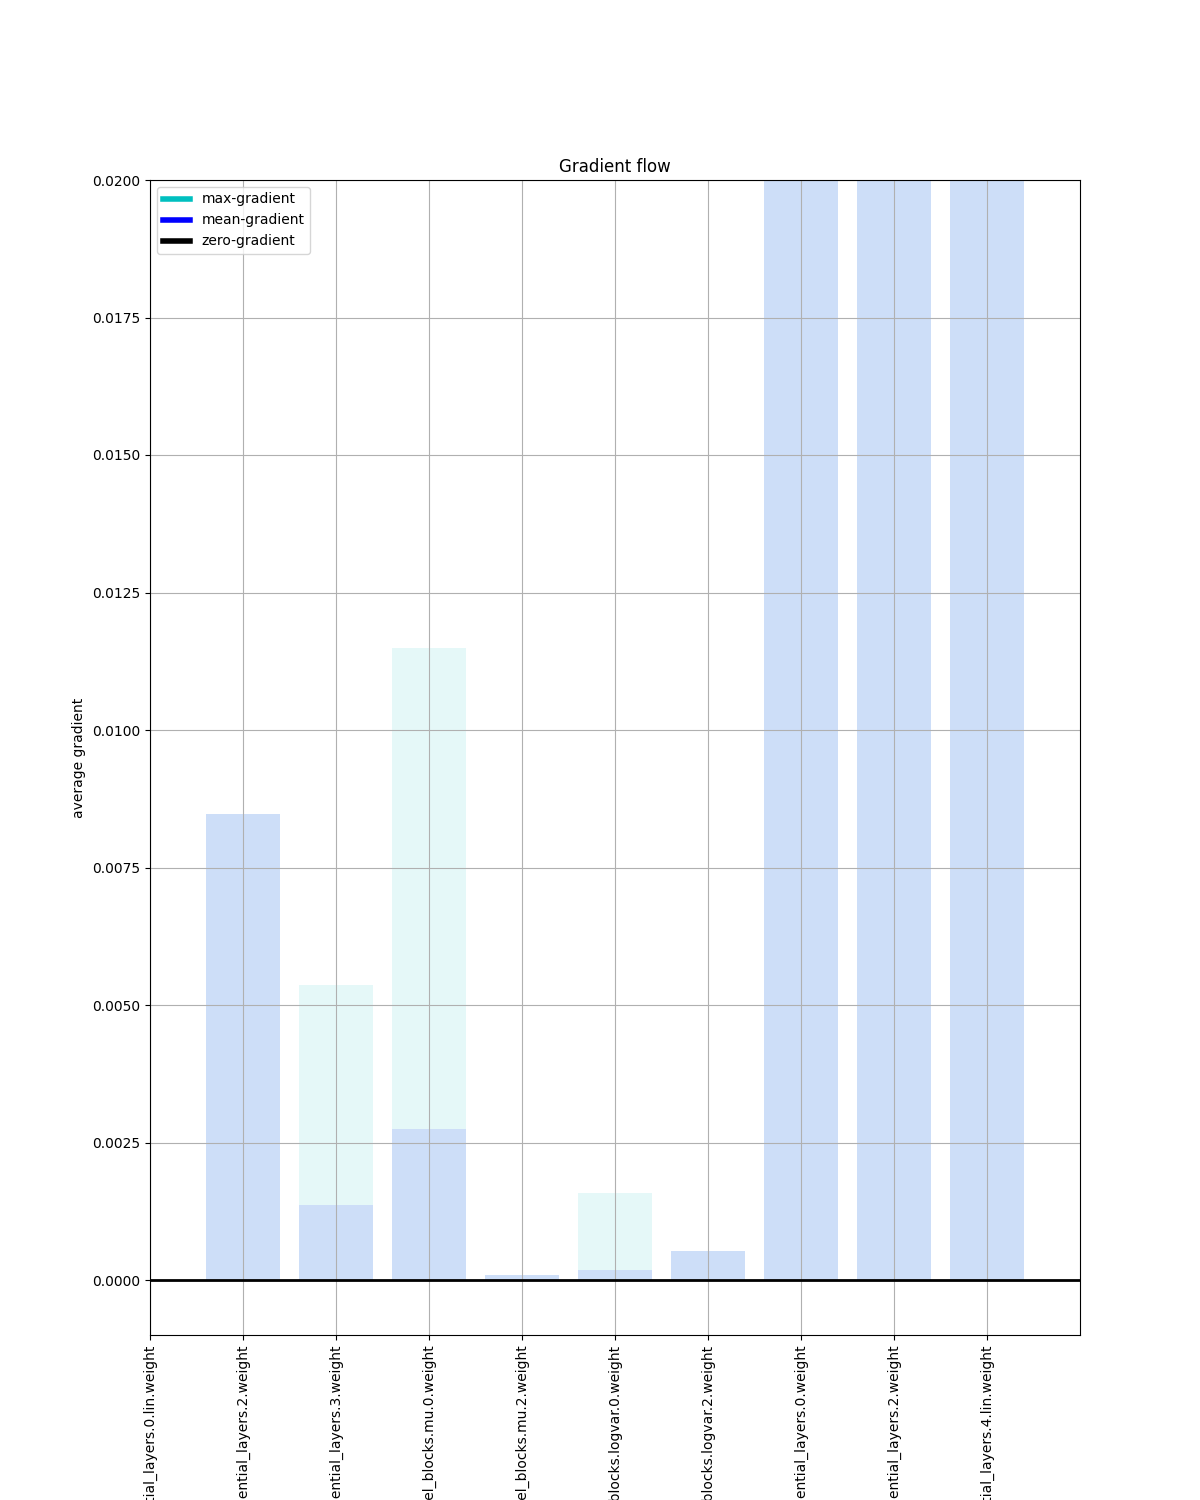 Gradient flow
max-gradient
mean-gradient
zero-gradient
0.0200
0.0175
0.0150
0.0125
0.0100
0.0075
0.0050
0.0025
0.0000
average gradient
tial_layers.0.lin.weight
ential_layers.2.weight
ential_layers.3.weight
el_blocks.mu.0.weight
el_blocks.mu.2.weight
blocks.logvar.0.weight
blocks.logvar.2.weight
ential_layers.0.weight
ential_layers.2.weight
tial_layers.4.lin.weight